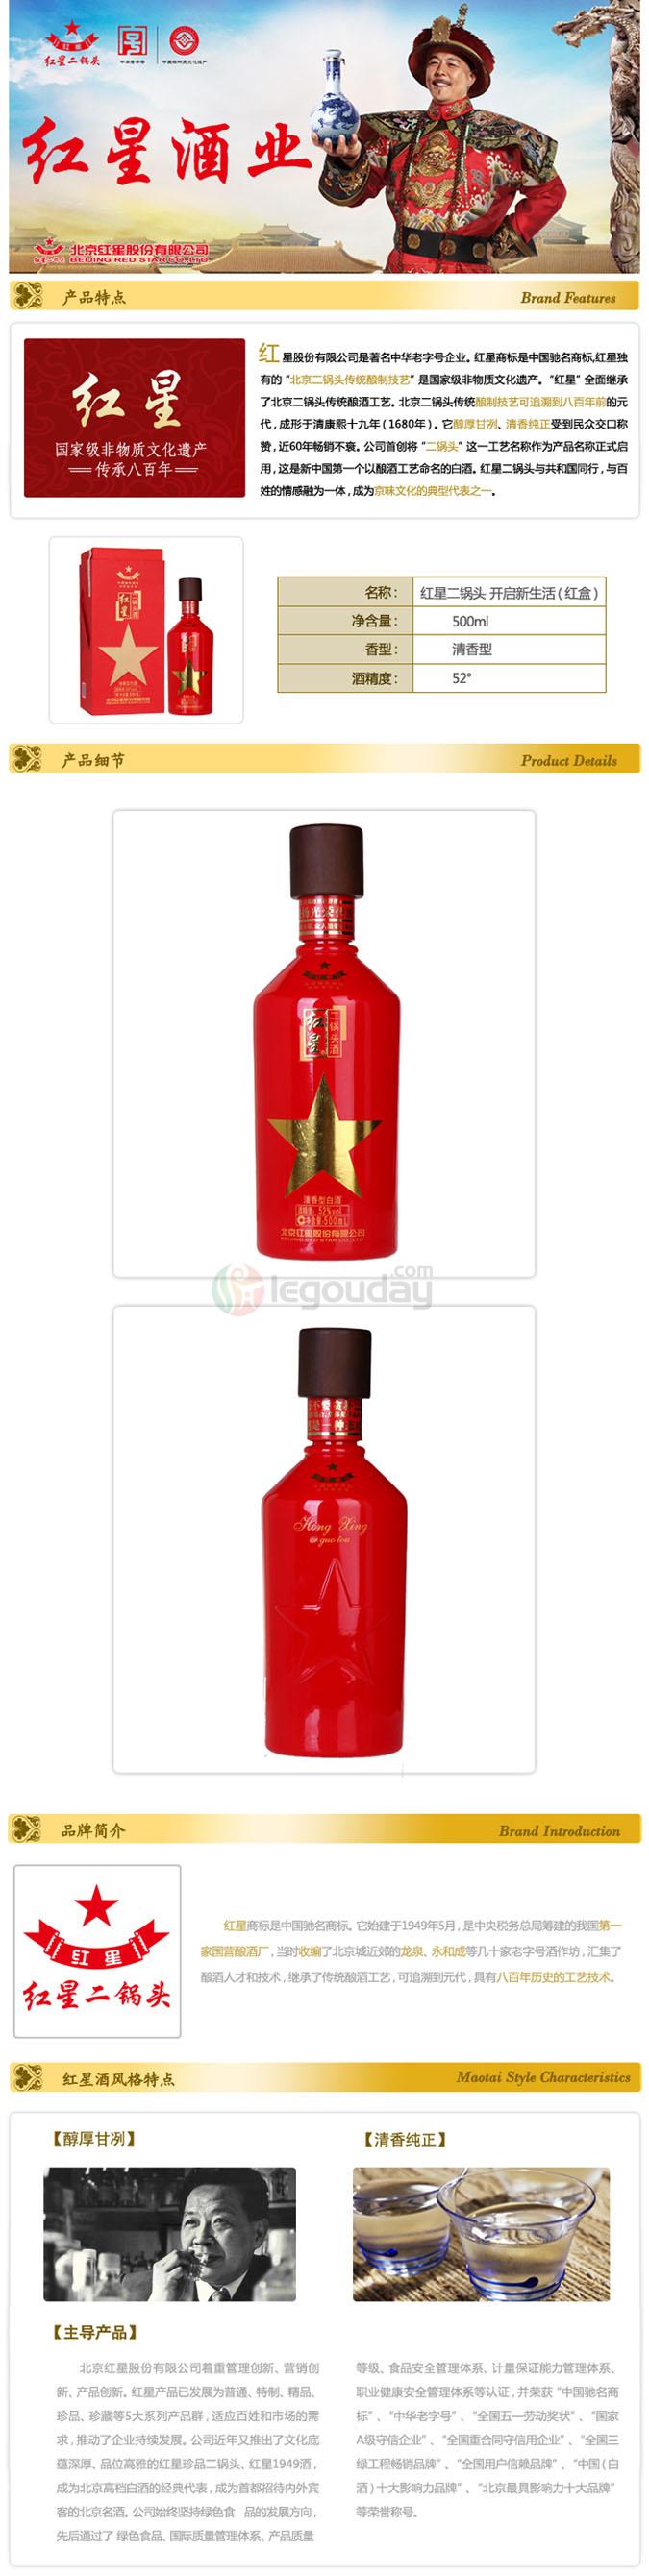 红星
红星二锅头
中华老字号
中国非物质文化遗产
红星酒业
北京红星股份有限公司
BEIJING RED STAR CO.,LTD
产品特点
Brand Features
红星
国家级非物质文化遗产
传承八百年
红星股份有限公司是著名中华老字号企业。红星商标是中国驰名商标,红星独
有的“北京二锅头传统酿制技艺”是国家级非物质文化遗产。“红星”全面继承
了北京二锅头传统酿酒工艺。北京二锅头传统酿制技艺可追溯到八百年前的元
代,成形于清康熙十九年(1680年)。它醇厚甘冽、清香纯正受到民众交口称
赞,近60年畅销不衰。公司首创将“二锅头”这一工艺名称作为产品名称正式启
用,这是新中国第一个以酿酒工艺命名的白酒。红星二锅头与共和国同行,与百
姓的情感融为一体,成为京味文化的典型代表之一。
红星
名称: 红星二锅头 开启新生活(红盒)
净含量: 500ml
香型: 清香型
酒精度: 52°
产品细节
Product Details
红星
二锅头酒
清香型白酒
酒精度:52%vol
净含量:500mL
北京红星股份有限公司
BEIJING RED STAR CO.,LTD
legouday.com
Hong Xing
er guo tou
品牌简介
Brand Introduction
红星
红星二锅头
红星商标是中国驰名商标。它始建于1949年5月,是中央税务总局筹建的我国第一
家国营酿酒厂,当时收编了北京城近郊的龙泉、永和成等几十家老字号酒作坊,汇集了
酿酒人才和技术,继承了传统酿酒工艺,可追溯到元代,具有八百年历史的工艺技术。
红星酒风格特点
Maotai Style Characteristics
【醇厚甘冽】
【清香纯正】
【主导产品】
北京红星股份有限公司着重管理创新、营销创
新、产品创新。红星产品已发展为普通、特制、精品、
珍品、珍藏等5大系列产品群,适应百姓和市场的需
求,推动了企业持续发展。公司近年又推出了文化底
蕴深厚、品位高雅的红星珍品二锅头、红星1949酒,
成为北京高档白酒的经典代表,成为首都招待内外宾
客的北京名酒。公司始终坚持绿色食 品的发展方向,
先后通过了 绿色食品、国际质量管理体系、产品质量
等级、食品安全管理体系、计量保证能力管理体系、
职业健康安全管理体系等认证,并荣获“中国驰名商
标”、“中华老字号”、“全国五一劳动奖状”、“国家
A级守信企业”、“全国重合同守信用企业”、“全国三
绿工程畅销品牌”、“全国用户信赖品牌”、“中国(白
酒)十大影响力品牌”、“北京最具影响力十大品牌”
等荣誉称号。